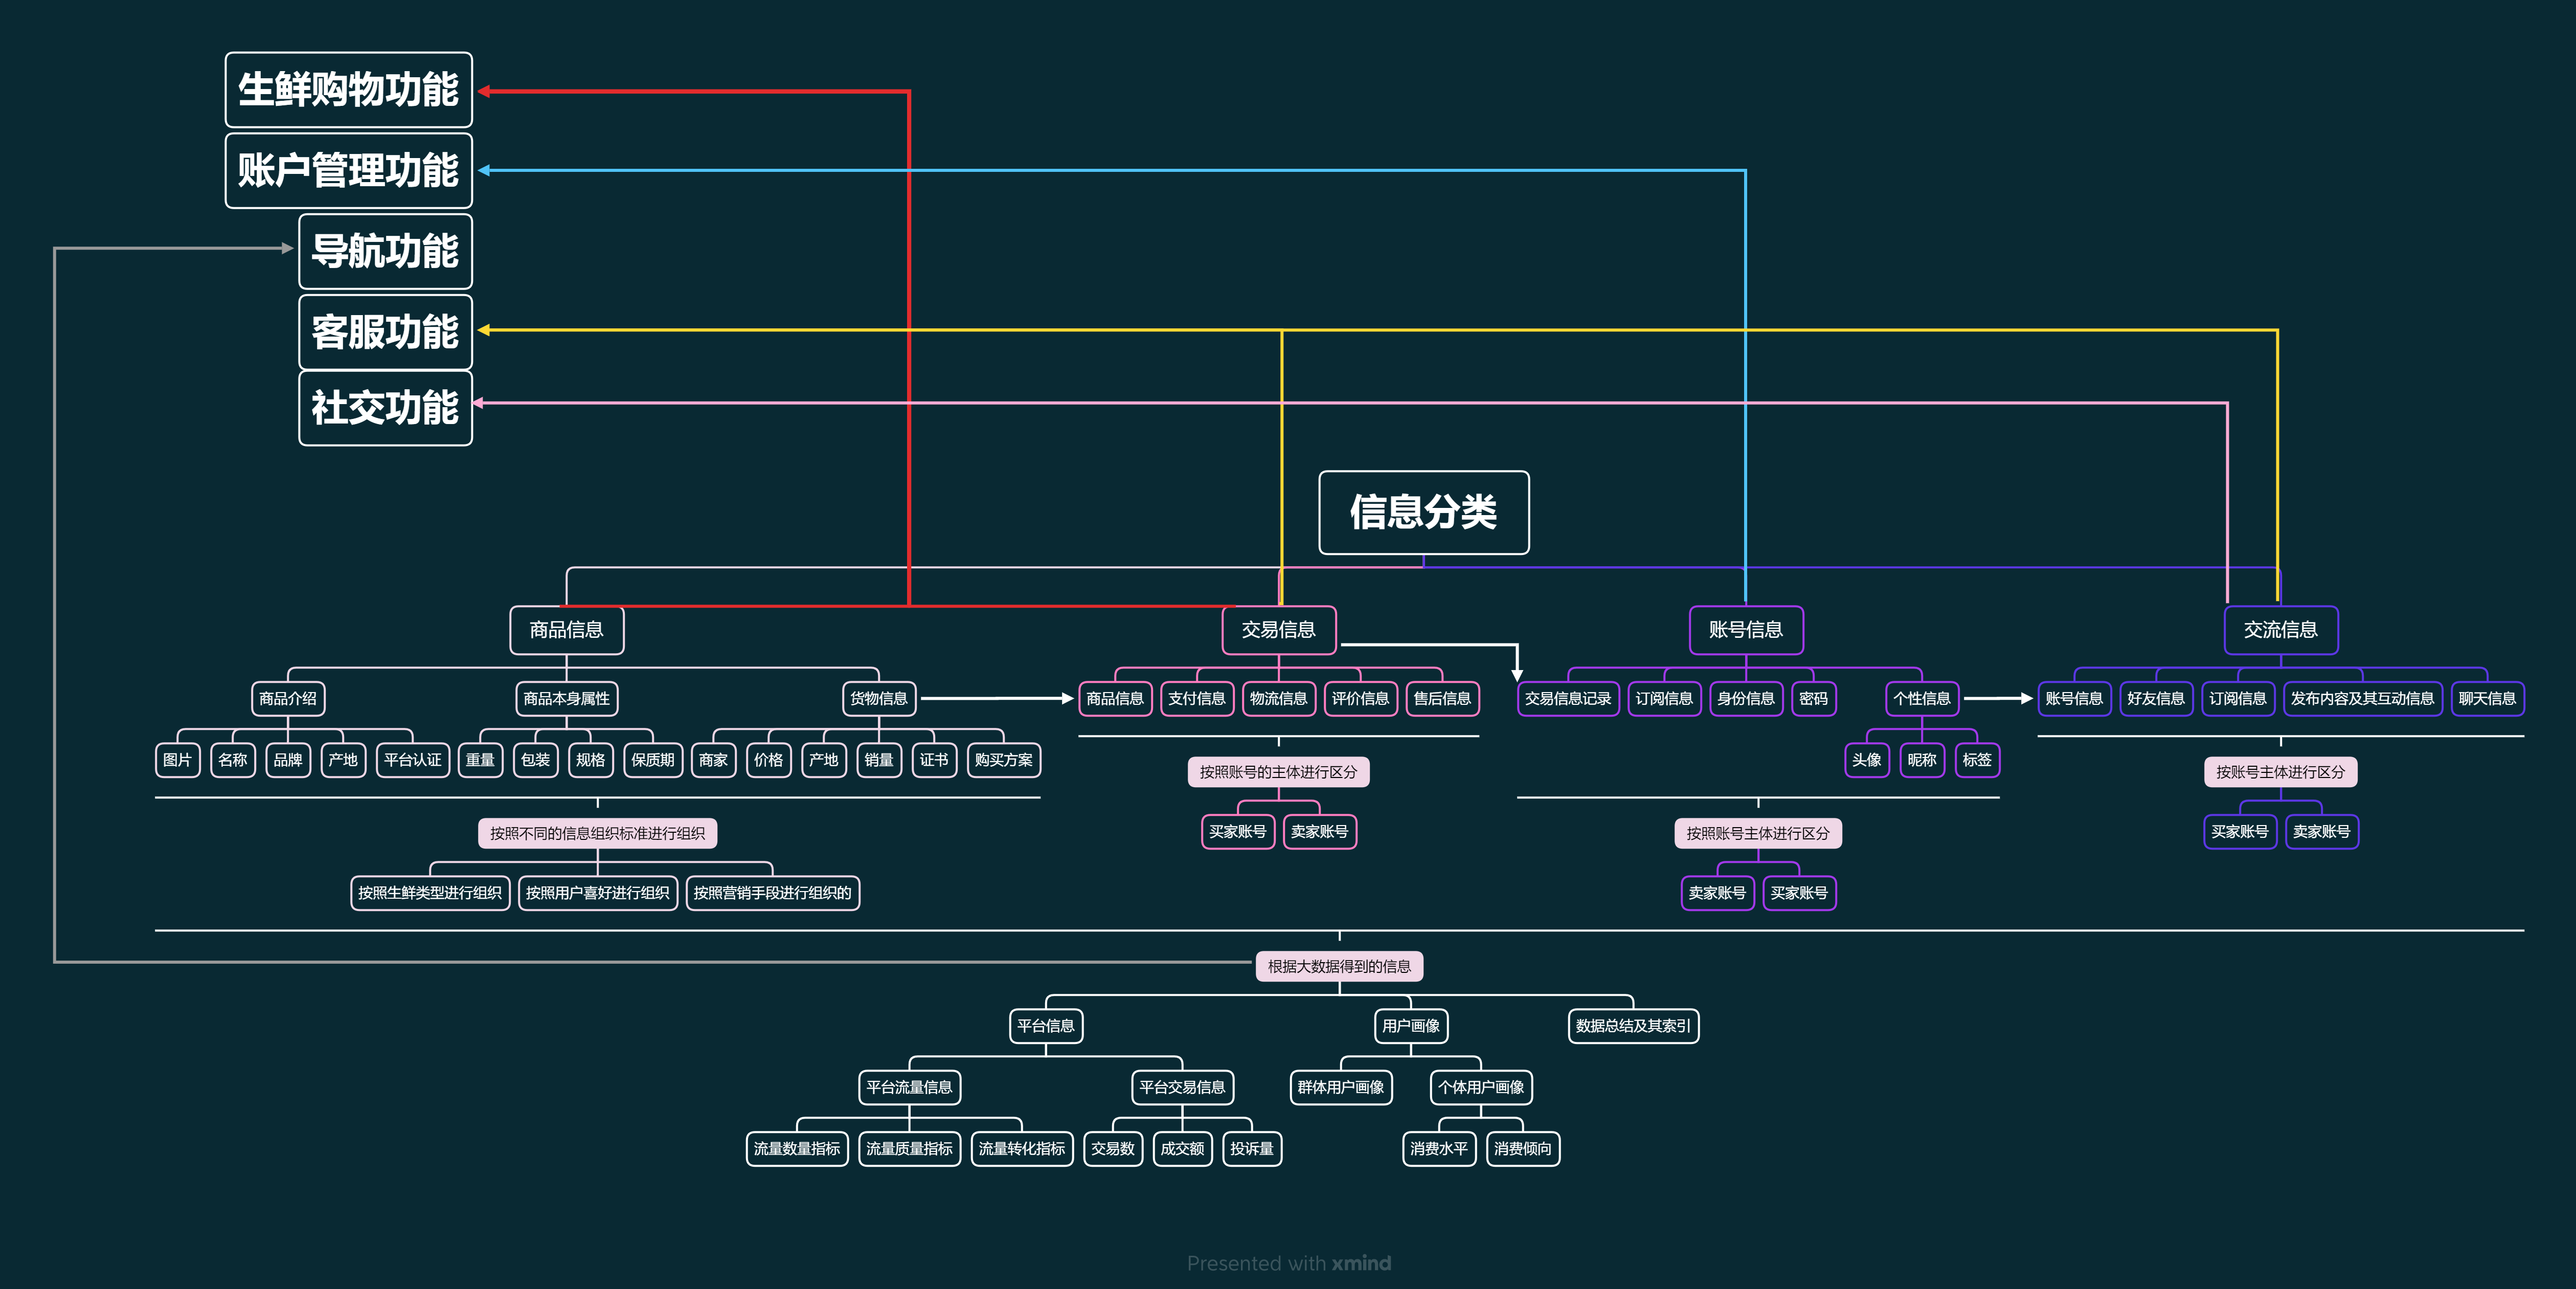 生鲜购物功能
账户管理功能
导航功能
客服功能
社交功能
信息分类
商品信息
交易信息
账号信息
交流信息
商品介绍
商品本身属性
货物信息
商品信息
支付信息
物流信息
评价信息
售后信息
交易信息记录
订阅信息
身份信息
密码
个性信息
账号信息
好友信息
订阅信息
发布内容及其互动信息
聊天信息
图片
名称
品牌
产地
平台认证
重量
包装
规格
保质期
商家
价格
产地
销量
证书
购买方案
头像
昵称
标签
按照账号的主体进行区分
按账号主体进行区分
买家账号
卖家账号
买家账号
卖家账号
按照不同的信息组织标准进行组织
按照账号主体进行区分
按照生鲜类型进行组织
按照用户喜好进行组织
按照营销手段进行组织的
卖家账号
买家账号
根据大数据得到的信息
平台信息
用户画像
数据总结及其索引
平台流量信息
平台交易信息
群体用户画像
个体用户画像
流量数量指标
流量质量指标
流量转化指标
交易数
成交额
投诉量
消费水平
消费倾向
Presented with xmind